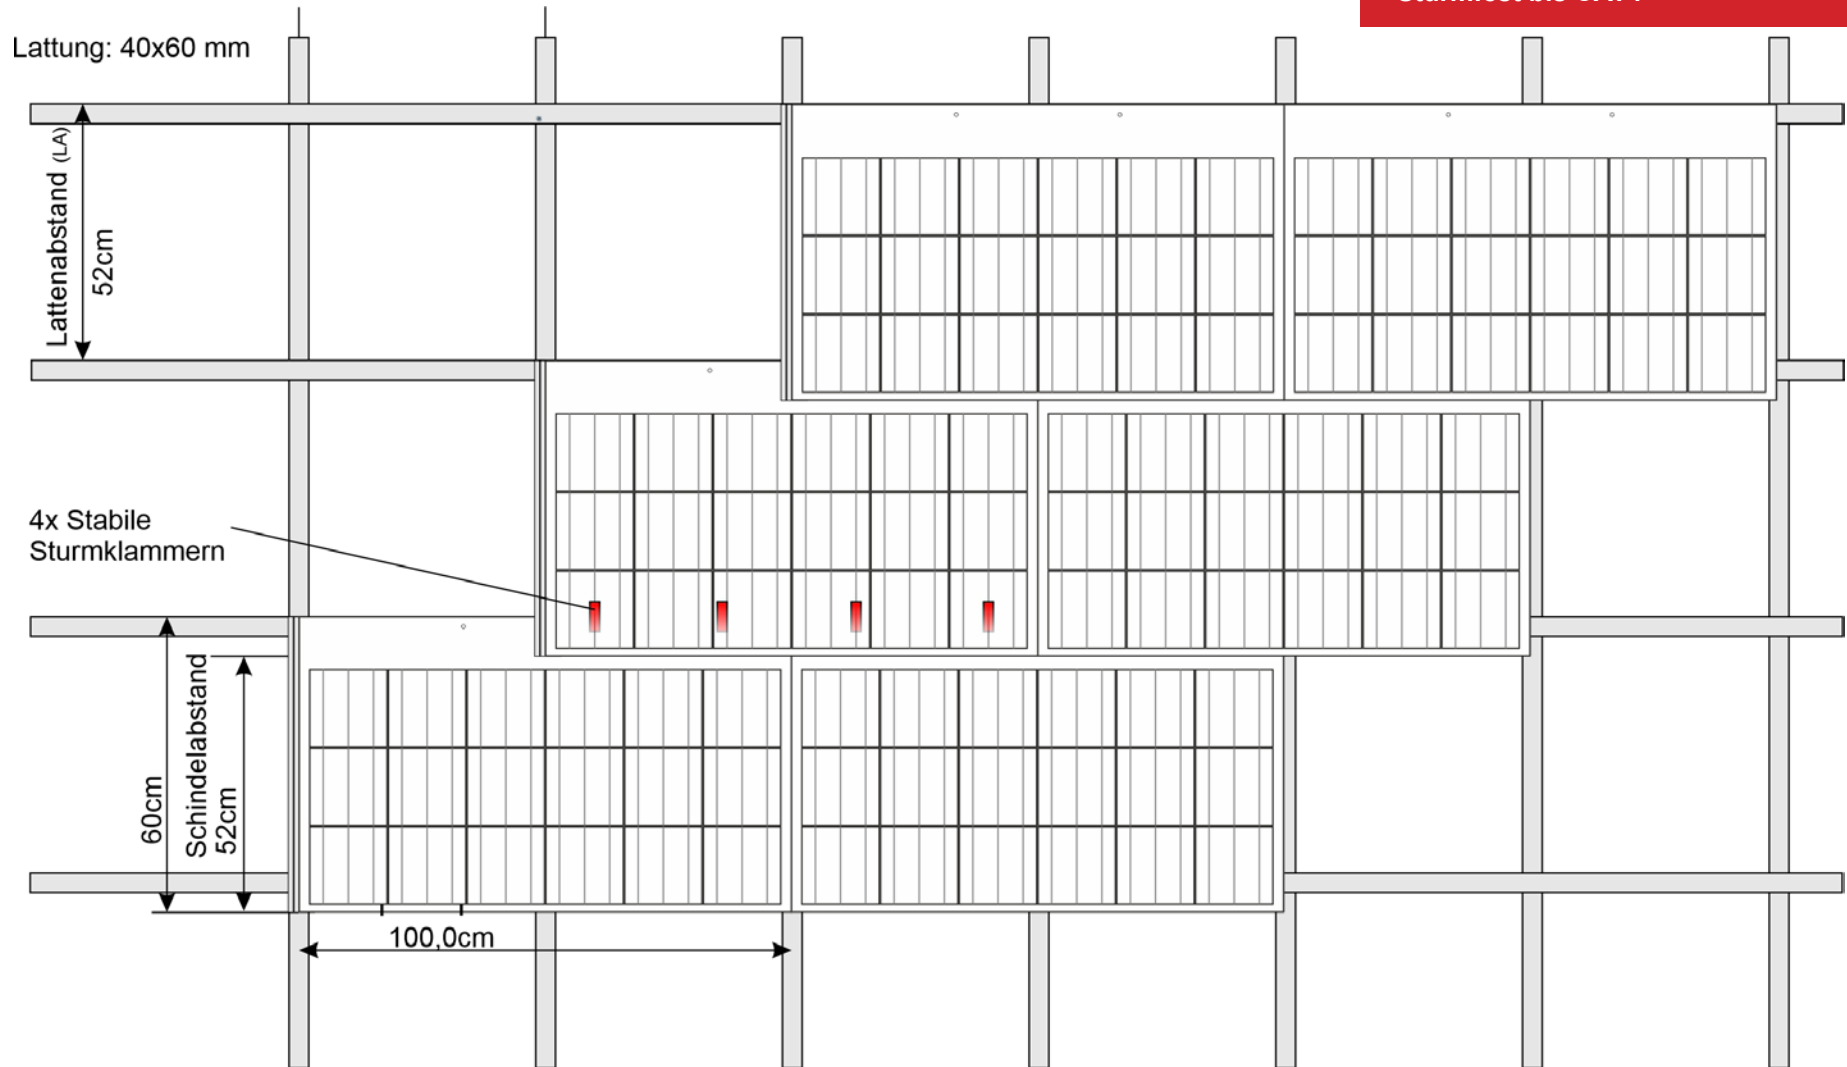 Lattung: 40x60 mm
Lattenabstand (LA)
52cm
4x Stabile
Sturmklammern
60cm
Schindelabstand
52cm
100,0cm